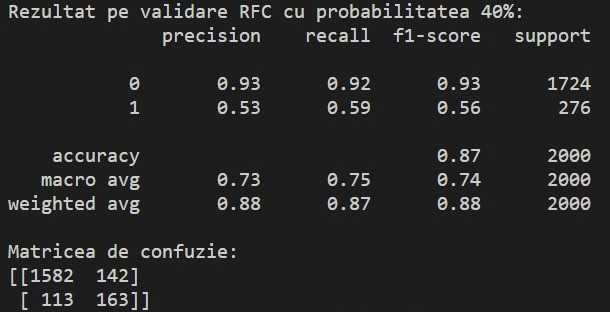 Rezultat pe validare RFC cu probabilitatea 40%:
precision recall f1-score support
0 0.93 0.92 0.93 1724
1 0.53 0.59 0.56 276
accuracy 0.87 2000
macro avg 0.73 0.75 0.74 2000
weighted avg 0.88 0.87 0.88 2000
Matricea de confuzie:
[[1582 142]
[ 113 163]]